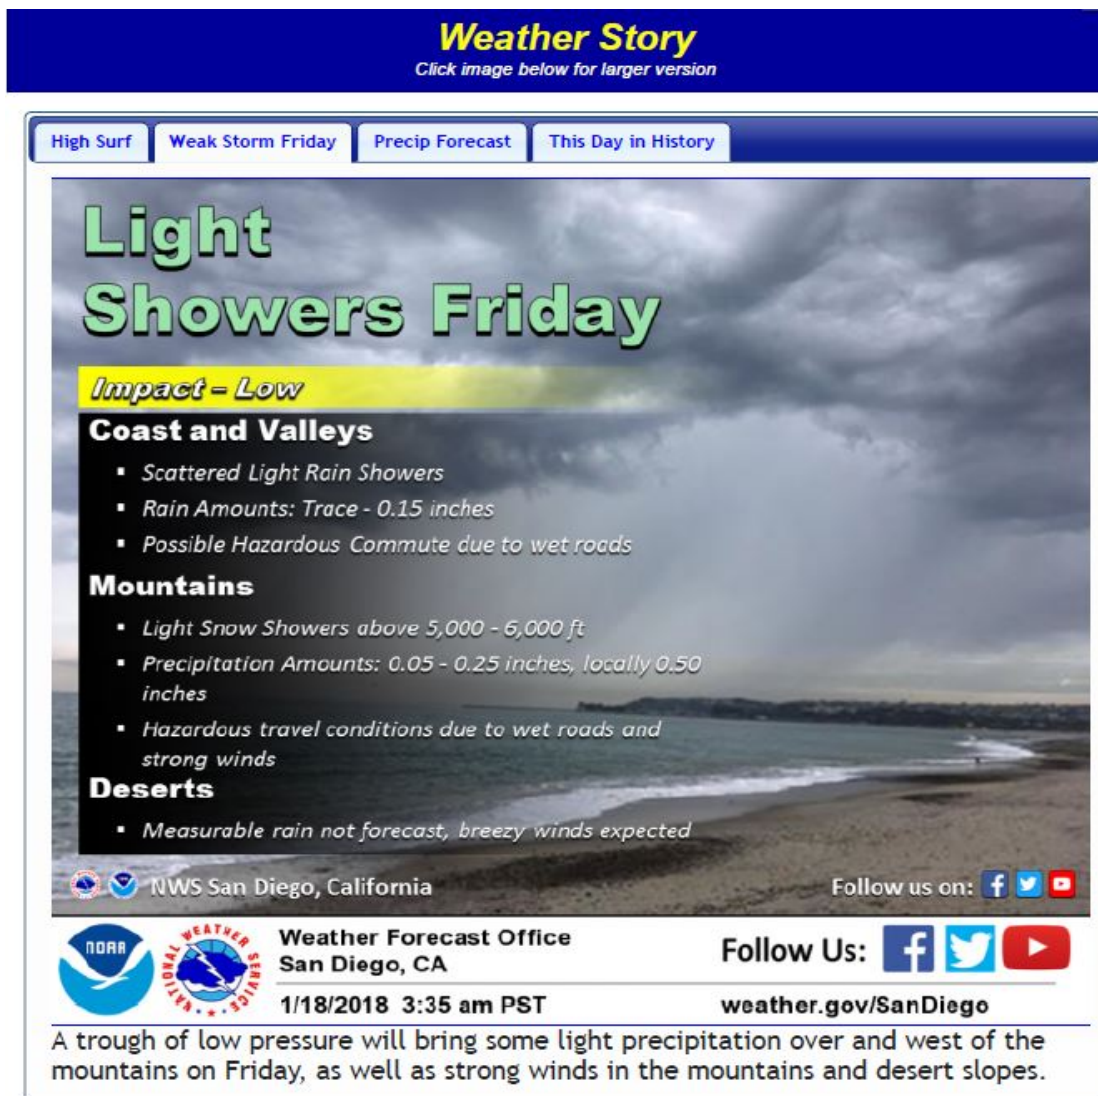 Weather Story
Click image below for larger version
High Surf
Weak Storm Friday
Precip Forecast
This Day in History
Light
Showers Friday
Impact – Low
Coast and Valleys
▪ Scattered Light Rain Showers
▪ Rain Amounts: Trace - 0.15 inches
▪ Possible Hazardous Commute due to wet roads
Mountains
▪ Light Snow Showers above 5,000 - 6,000 ft
▪ Precipitation Amounts: 0.05 - 0.25 inches, locally 0.50
inches
▪ Hazardous travel conditions due to wet roads and
strong winds
Deserts
▪ Measurable rain not forecast, breezy winds expected
NWS San Diego, California
Follow us on:
NOAA
NATIONAL WEATHER SERVICE
Weather Forecast Office
San Diego, CA
Follow Us:
1/18/2018 3:35 am PST
weather.gov/SanDiego
A trough of low pressure will bring some light precipitation over and west of the
mountains on Friday, as well as strong winds in the mountains and desert slopes.